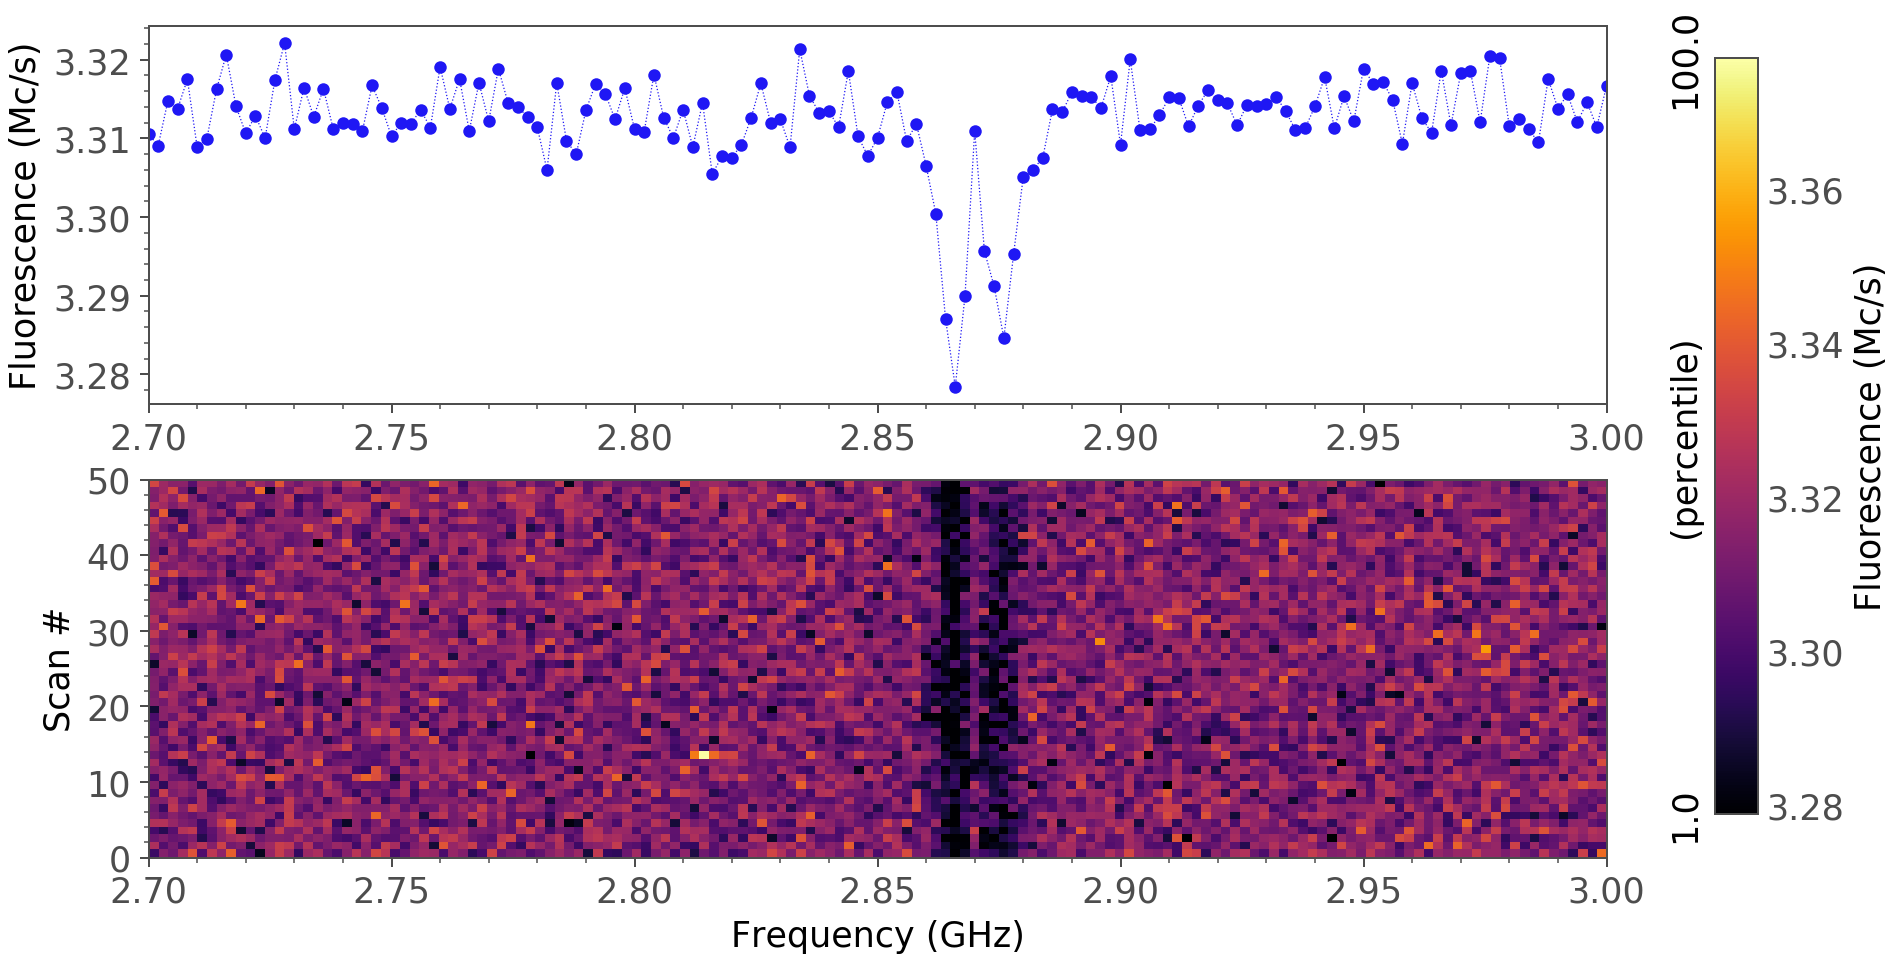 Fluorescence (Mc/s)
3.32
3.31
3.30
3.29
3.28
2.70 2.75 2.80 2.85 2.90 2.95 3.00
Scan #
50
40
30
20
10
0
2.70 2.75 2.80 2.85 2.90 2.95 3.00
Frequency (GHz)
100.0
(percentile)
1.0
3.36
3.34
3.32
3.30
3.28
Fluorescence (Mc/s)